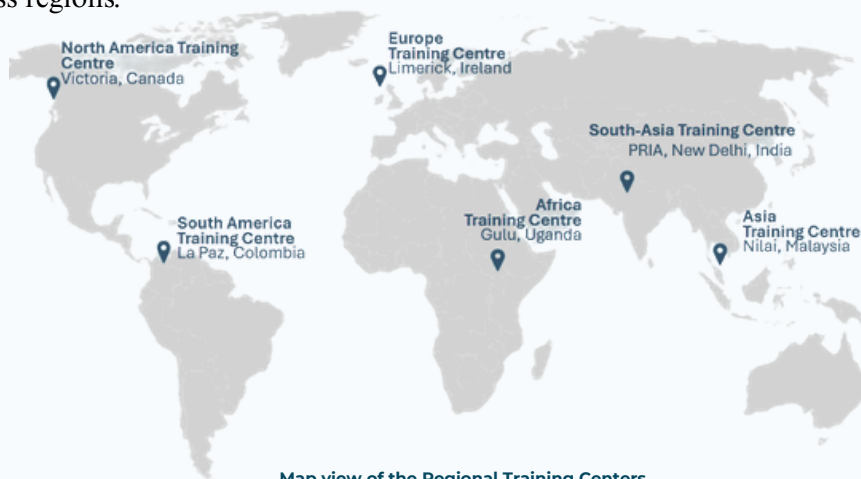 ss regions.
North America Training
Centre
Victoria, Canada
Europe
Training Centre
Limerick, Ireland
South-Asia Training Centre
PRIA, New Delhi, India
South America
Training Centre
La Paz, Colombia
Africa
Training Centre
Gulu, Uganda
Asia
Training Centre
Nilai, Malaysia
Map view of the Regional Training Centers